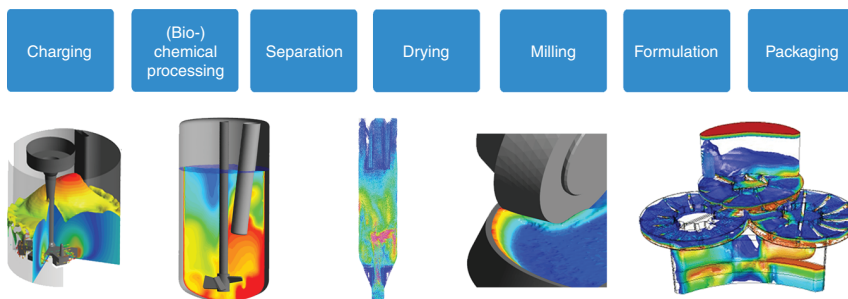 Charging
(Bio-)
chemical
processing
Separation
Drying
Milling
Formulation
Packaging